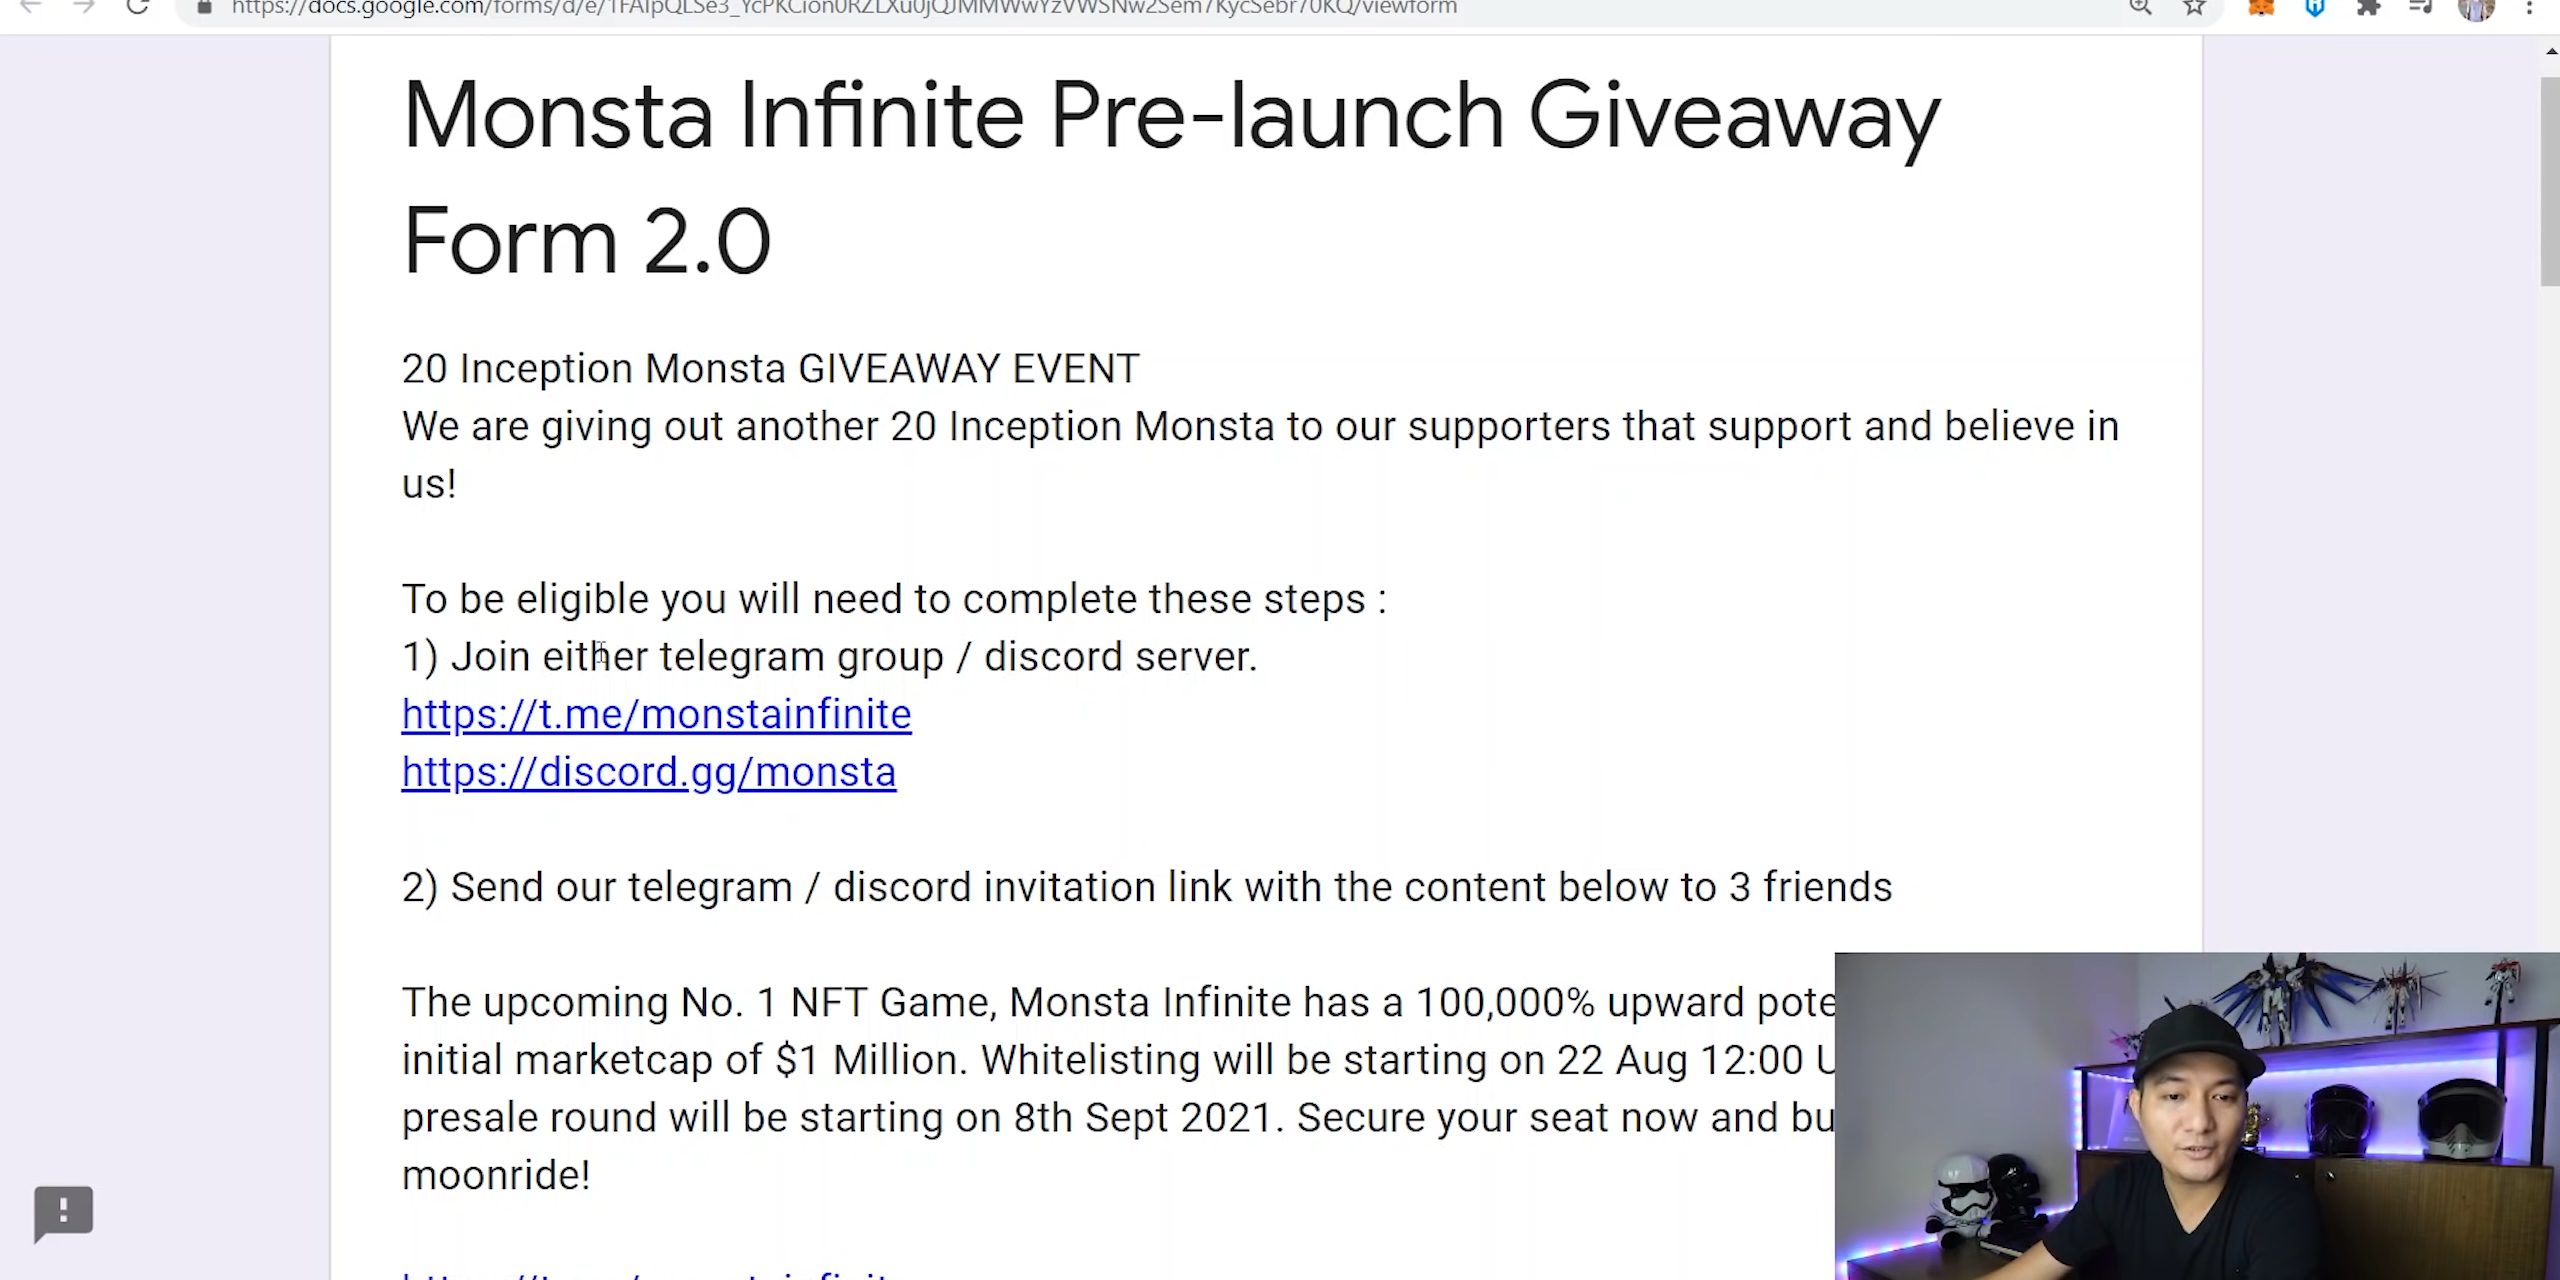 Monsta Infinite Pre-launch Giveaway
Form 2.0
20 Inception Monsta GIVEAWAY EVENT
We are giving out another 20 Inception Monsta to our supporters that support and believe in
us!
To be eligible you will need to complete these steps :
1) Join either telegram group / discord server.
https://t.me/monstainfinite
https://discord.gg/monsta
2) Send our telegram / discord invitation link with the content below to 3 friends
The upcoming No. 1 NFT Game, Monsta Infinite has a 100,000% upward
initial marketcap of $1 Million. Whitelisting will be starting on 22 Aug 12:00
presale round will be starting on 8th Sept 2021. Secure your seat now and
moonride!